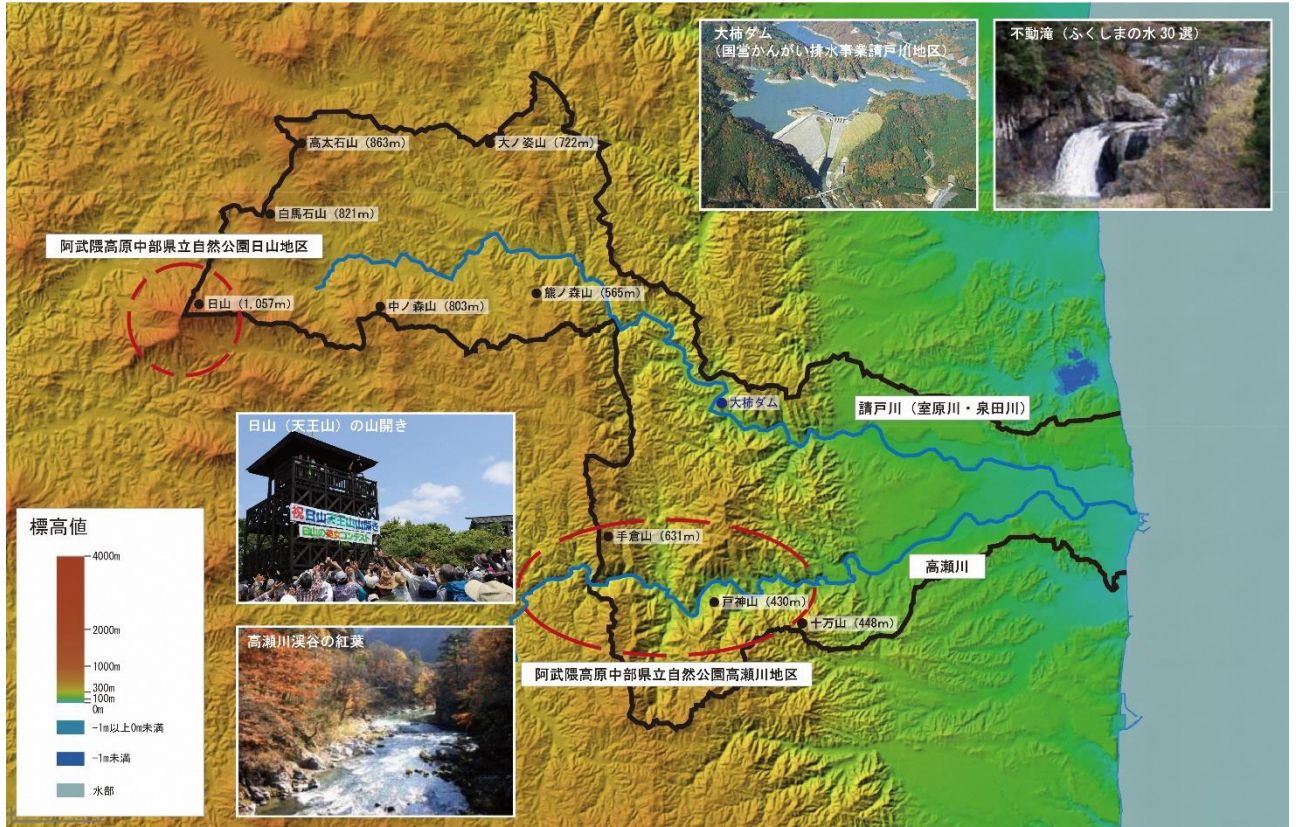 大柿ダム
(国営かんがい排水事業請戸川地区)
不動滝(ふくしまの水30選)
高太石山(863m)
大ノ姿山(722m)
白馬石山(821m)
阿武隈高原中部県立自然公園日山地区
日山(1,057m)
中ノ森山(803m)
熊ノ森山(565m)
大柿ダム
請戸川(室原川・泉田川)
日山(天王山)の山開き
祝日山天王山山開き
標高値
4000m
2000m
1000m
300m
100m
0m
-1m以上0m未満
-1m未満
水部
手倉山(631m)
高瀬川
戸神山(430m)
十万山(448m)
高瀬川渓谷の紅葉
阿武隈高原中部県立自然公園高瀬川地区